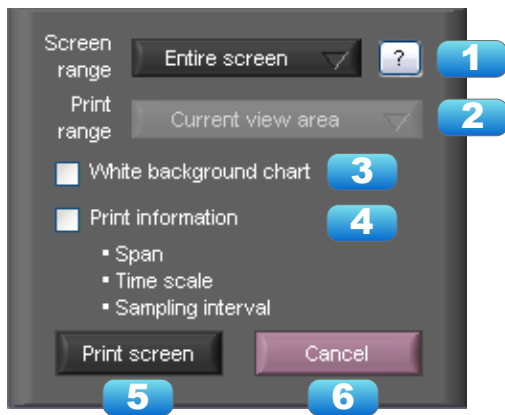 Screen
range
Entire screen
?
1
Print
range
Current view area
2
White background chart
3
Print information
4
▪ Span
▪ Time scale
▪ Sampling interval
Print screen
Cancel
5
6